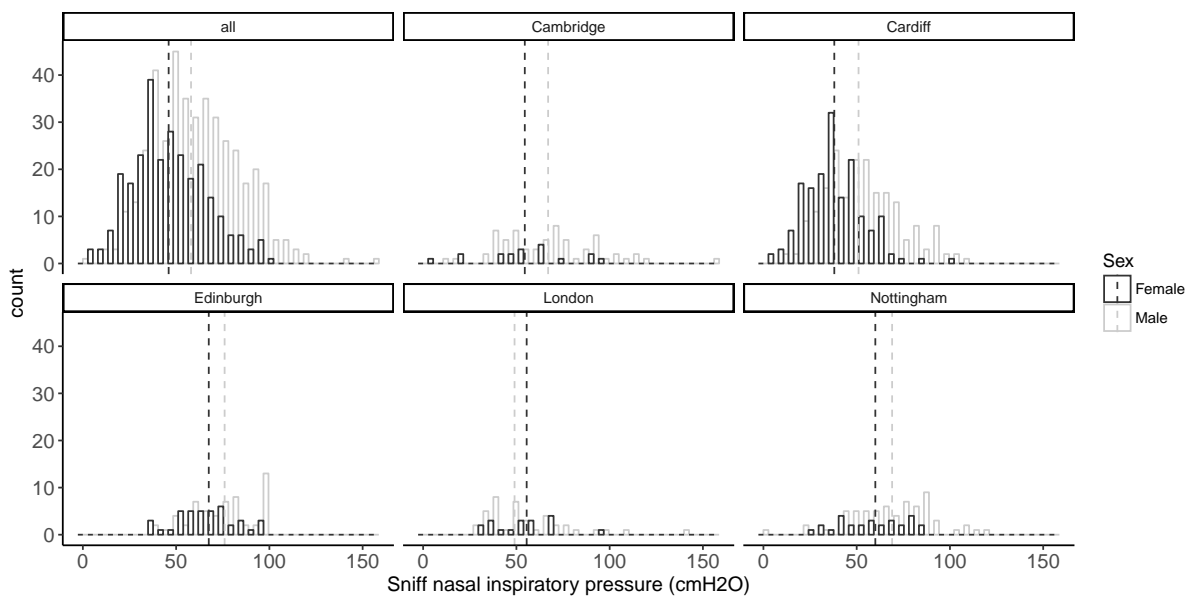 all
Cambridge
Cardiff
40
30
20
10
0
Edinburgh
London
Nottingham
40
30
20
10
0
0 50 100 150
0 50 100 150
0 50 100 150
count
Sniff nasal inspiratory pressure (cmH2O)
Sex
Female
Male